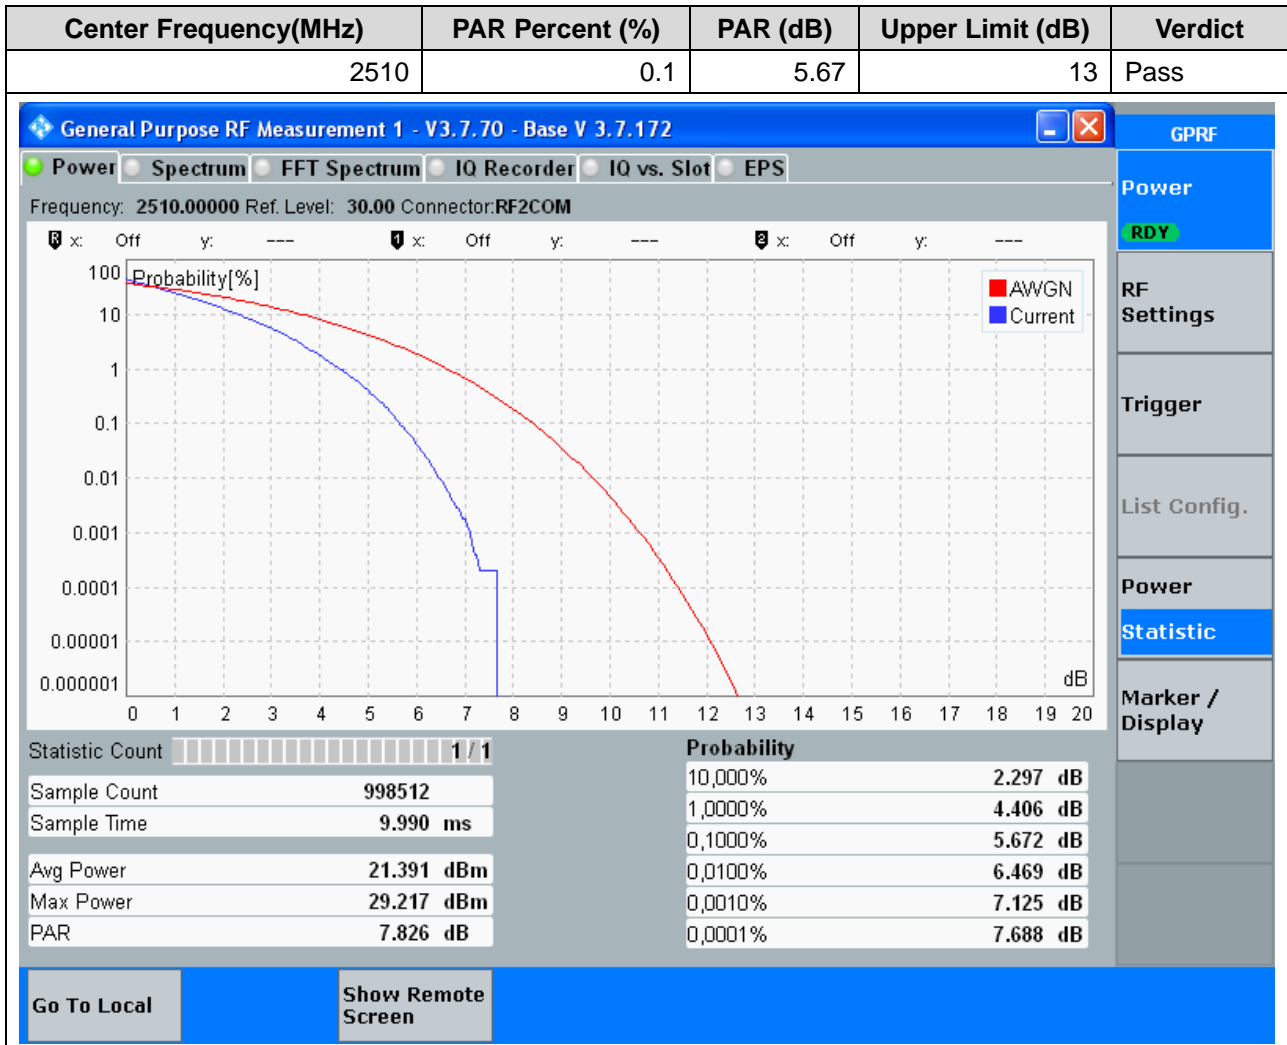 Center Frequency(MHz) PAR Percent (%) PAR (dB) Upper Limit (dB) Verdict
2510 0.1 5.67 13 Pass
General Purpose RF Measurement 1 - V3.7.70 - Base V 3.7.172
GPRF
Power Spectrum FFT Spectrum IQ Recorder IQ vs. Slot EPS
Frequency: 2510.00000 Ref. Level: 30.00 Connector:RF2COM
R x: Off y: --- 1 x: Off y: --- 2 x: Off y: ---
Probability[%]
100
10
1
0.1
0.01
0.001
0.0001
0.00001
0.000001
AWGN
Current
dB
0 1 2 3 4 5 6 7 8 9 10 11 12 13 14 15 16 17 18 19 20
Statistic Count 1 / 1
Sample Count 998512
Sample Time 9.990 ms
Avg Power 21.391 dBm
Max Power 29.217 dBm
PAR 7.826 dB
Probability
10,000% 2.297 dB
1,0000% 4.406 dB
0,1000% 5.672 dB
0,0100% 6.469 dB
0,0010% 7.125 dB
0,0001% 7.688 dB
Power
RDY
RF
Settings
Trigger
List Config.
Power
Statistic
Marker /
Display
Go To Local
Show Remote
Screen